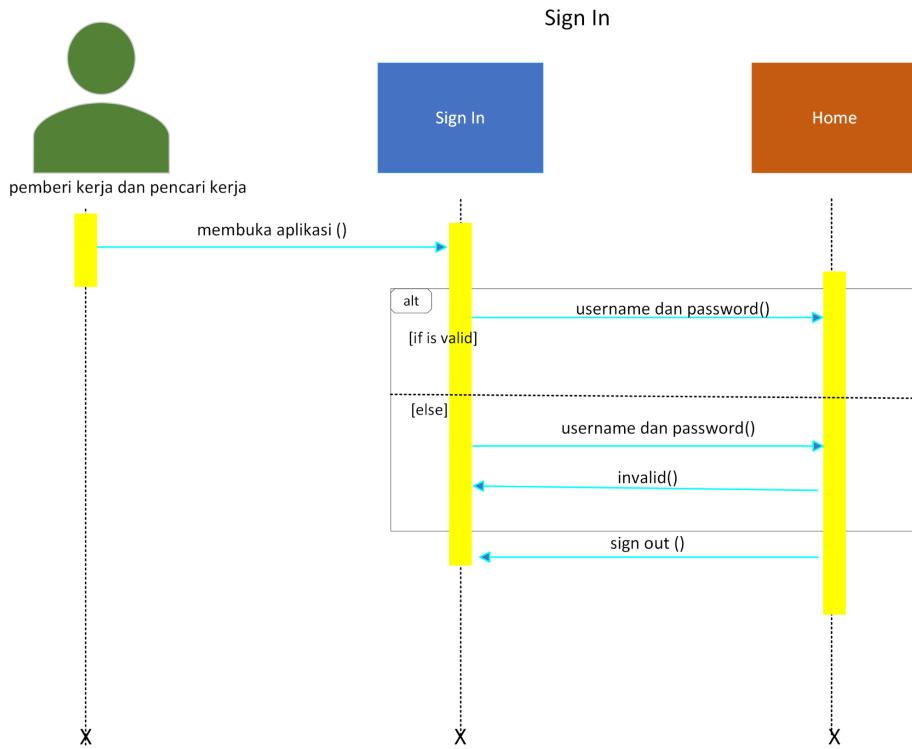 Sign In
Sign In
Home
pemberi kerja dan pencari kerja
membuka aplikasi ()
alt
username dan password()
[if is valid]
[else]
username dan password()
invalid()
sign out ()
X
X
X